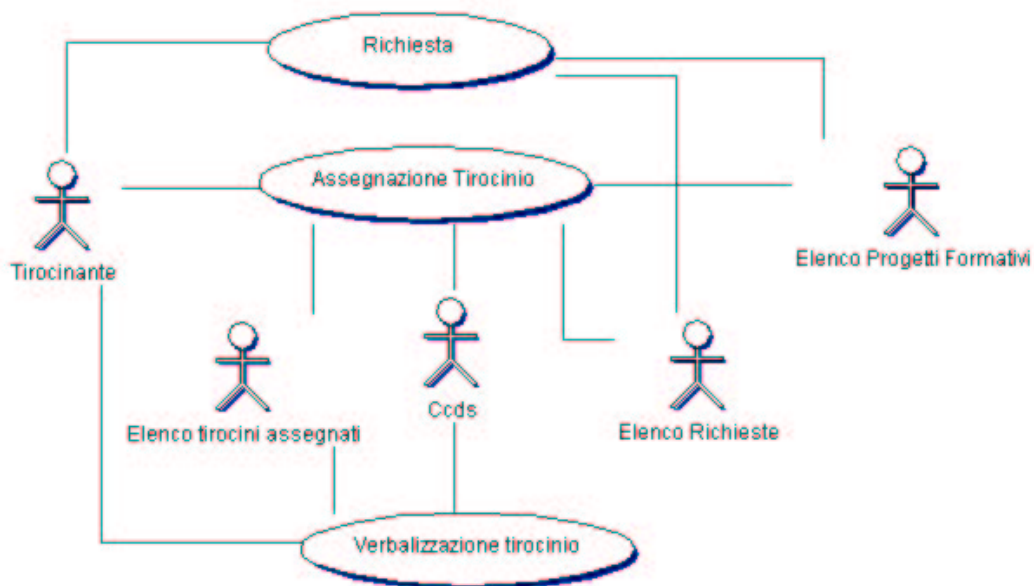 Richiesta
Assegnazione Tirocinio
Tirocinante
Elenco Progetti Formativi
Elenco tirocini assegnati
Ccds
Elenco Richieste
Verbalizzazione tirocinio